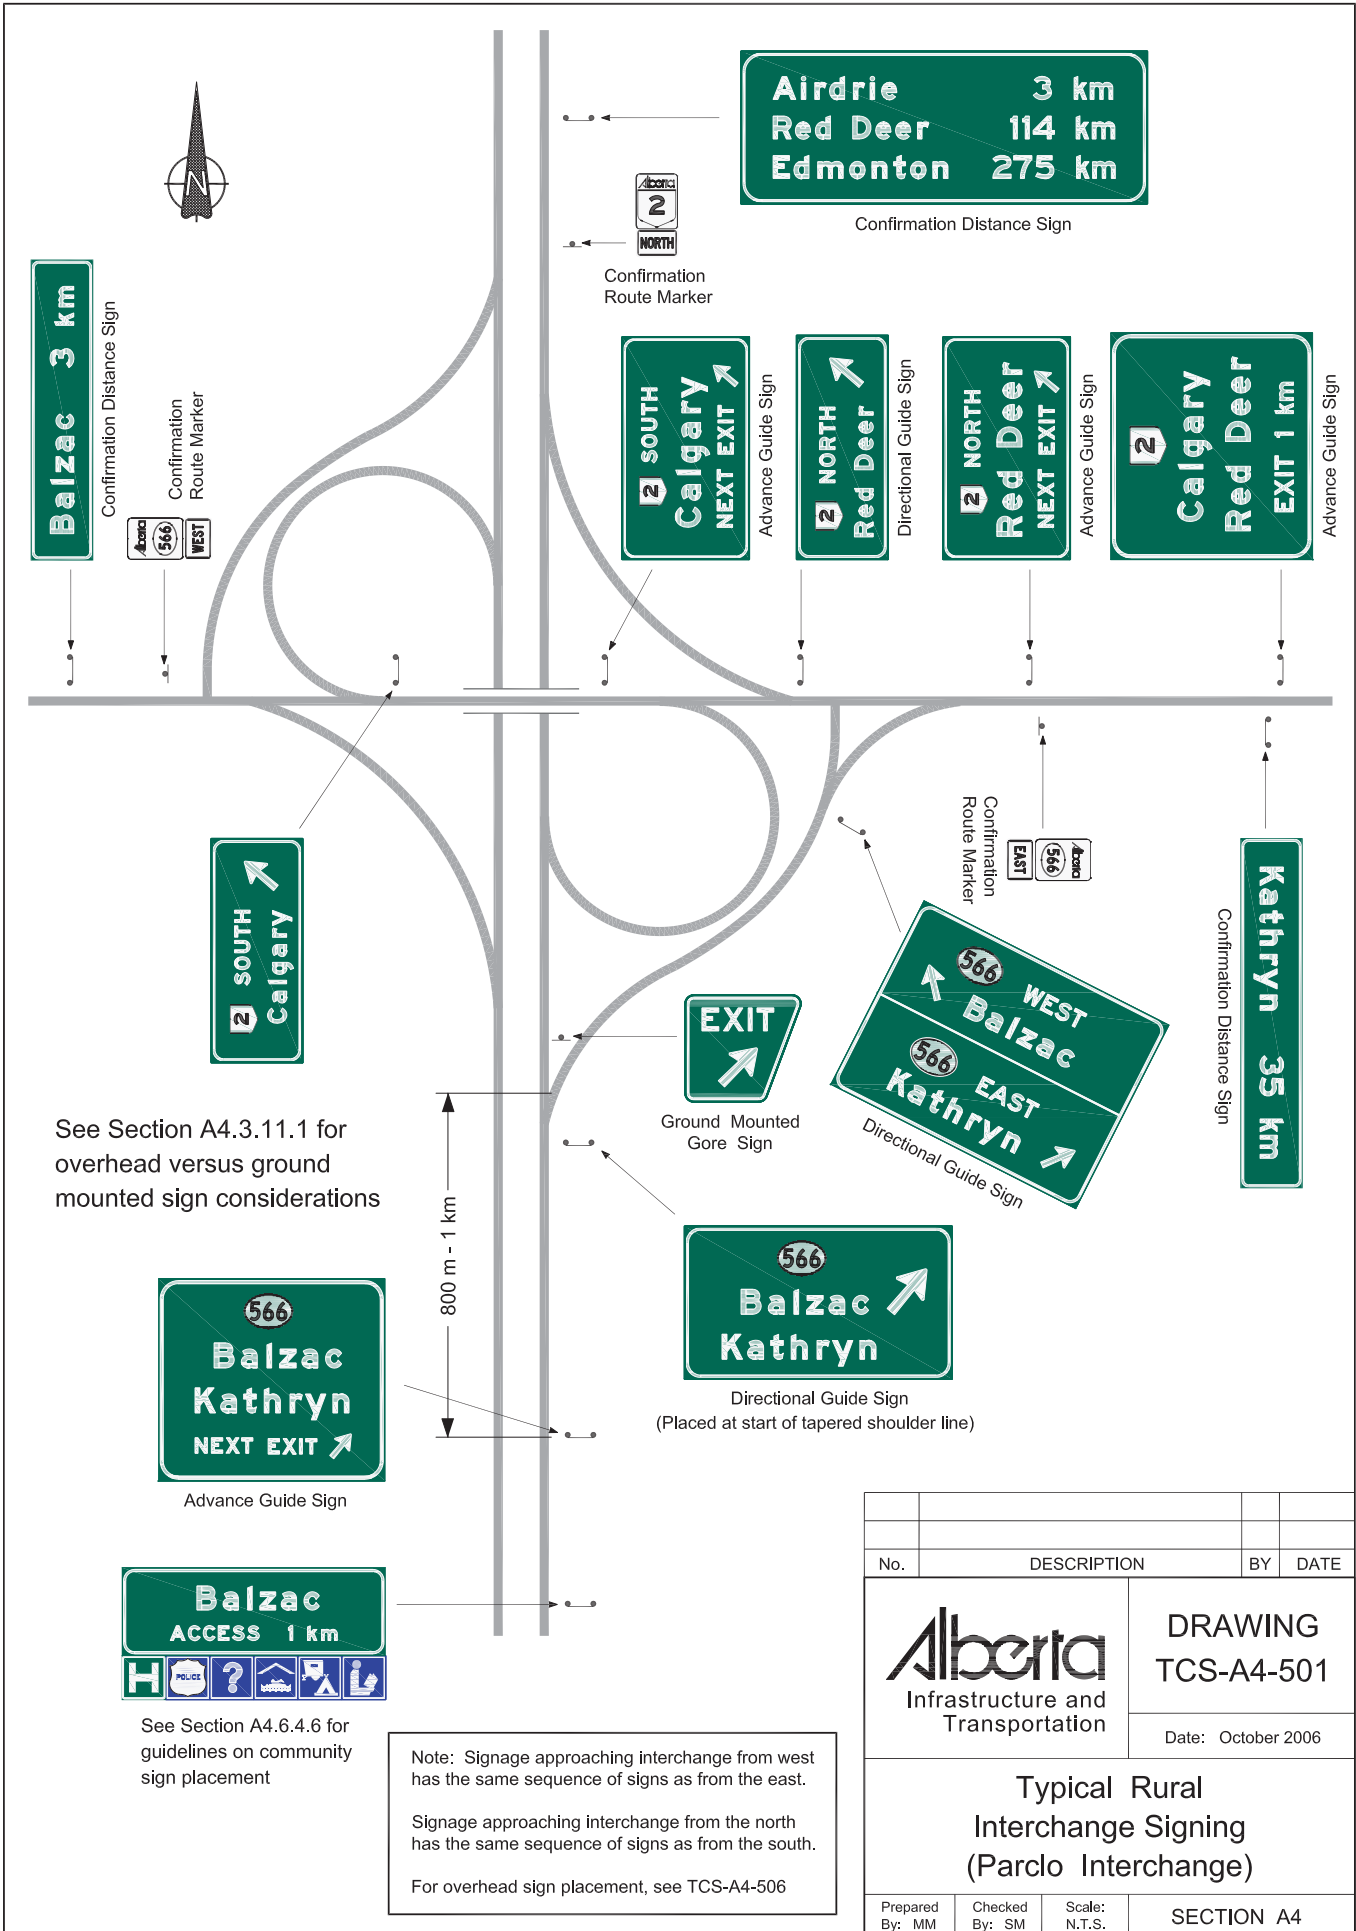 Airdrie 3 km
Red Deer 114 km
Edmonton 275 km
Confirmation Distance Sign
N
Alberta
2
NORTH
Confirmation
Route Marker
Balzac 3 km
Confirmation Distance Sign
Confirmation
Route Marker
Alberta
566
WEST
2 SOUTH
Calgary
NEXT EXIT
Advance Guide Sign
2 NORTH
Red Deer
Directional Guide Sign
2 NORTH
Red Deer
NEXT EXIT
Advance Guide Sign
2
Calgary
Red Deer
EXIT 1 km
Advance Guide Sign
2 SOUTH
Calgary
Confirmation
Route Marker
Alberta
566
EAST
Kathryn 35 km
Confirmation Distance Sign
566 WEST
Balzac
566 EAST
Kathryn
Directional Guide Sign
EXIT
Ground Mounted
Gore Sign
See Section A4.3.11.1 for
overhead versus ground
mounted sign considerations
800 m - 1 km
566
Balzac
Kathryn
Directional Guide Sign
(Placed at start of tapered shoulder line)
566
Balzac
Kathryn
NEXT EXIT
Advance Guide Sign
Balzac
ACCESS 1 km
H POLICE ?
See Section A4.6.4.6 for
guidelines on community
sign placement
Note: Signage approaching interchange from west
has the same sequence of signs as from the east.
Signage approaching interchange from the north
has the same sequence of signs as from the south.
For overhead sign placement, see TCS-A4-506
No. DESCRIPTION BY DATE
Alberta
Infrastructure and
Transportation
DRAWING
TCS-A4-501
Date: October 2006
Typical Rural
Interchange Signing
(Parclo Interchange)
Prepared
By: MM
Checked
By: SM
Scale:
N.T.S.
SECTION A4